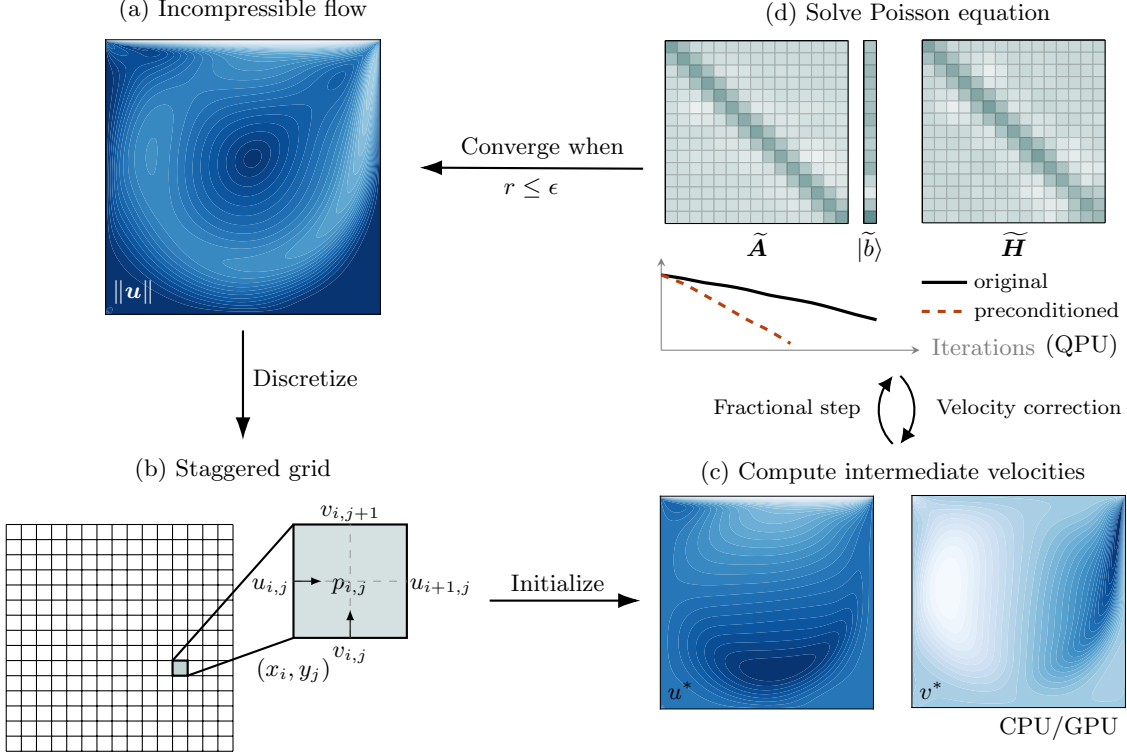 (a) Incompressible flow
‖u‖
Discretize
(b) Staggered grid
v_{i,j+1}
u_{i,j}
p_{i,j}
u_{i+1,j}
v_{i,j}
(x_i, y_j)
Initialize
(c) Compute intermediate velocities
u*
v*
CPU/GPU
Fractional step
Velocity correction
(d) Solve Poisson equation
Ã
|b̃⟩
H̃
original
preconditioned
Iterations (QPU)
Converge when
r ≤ ϵ